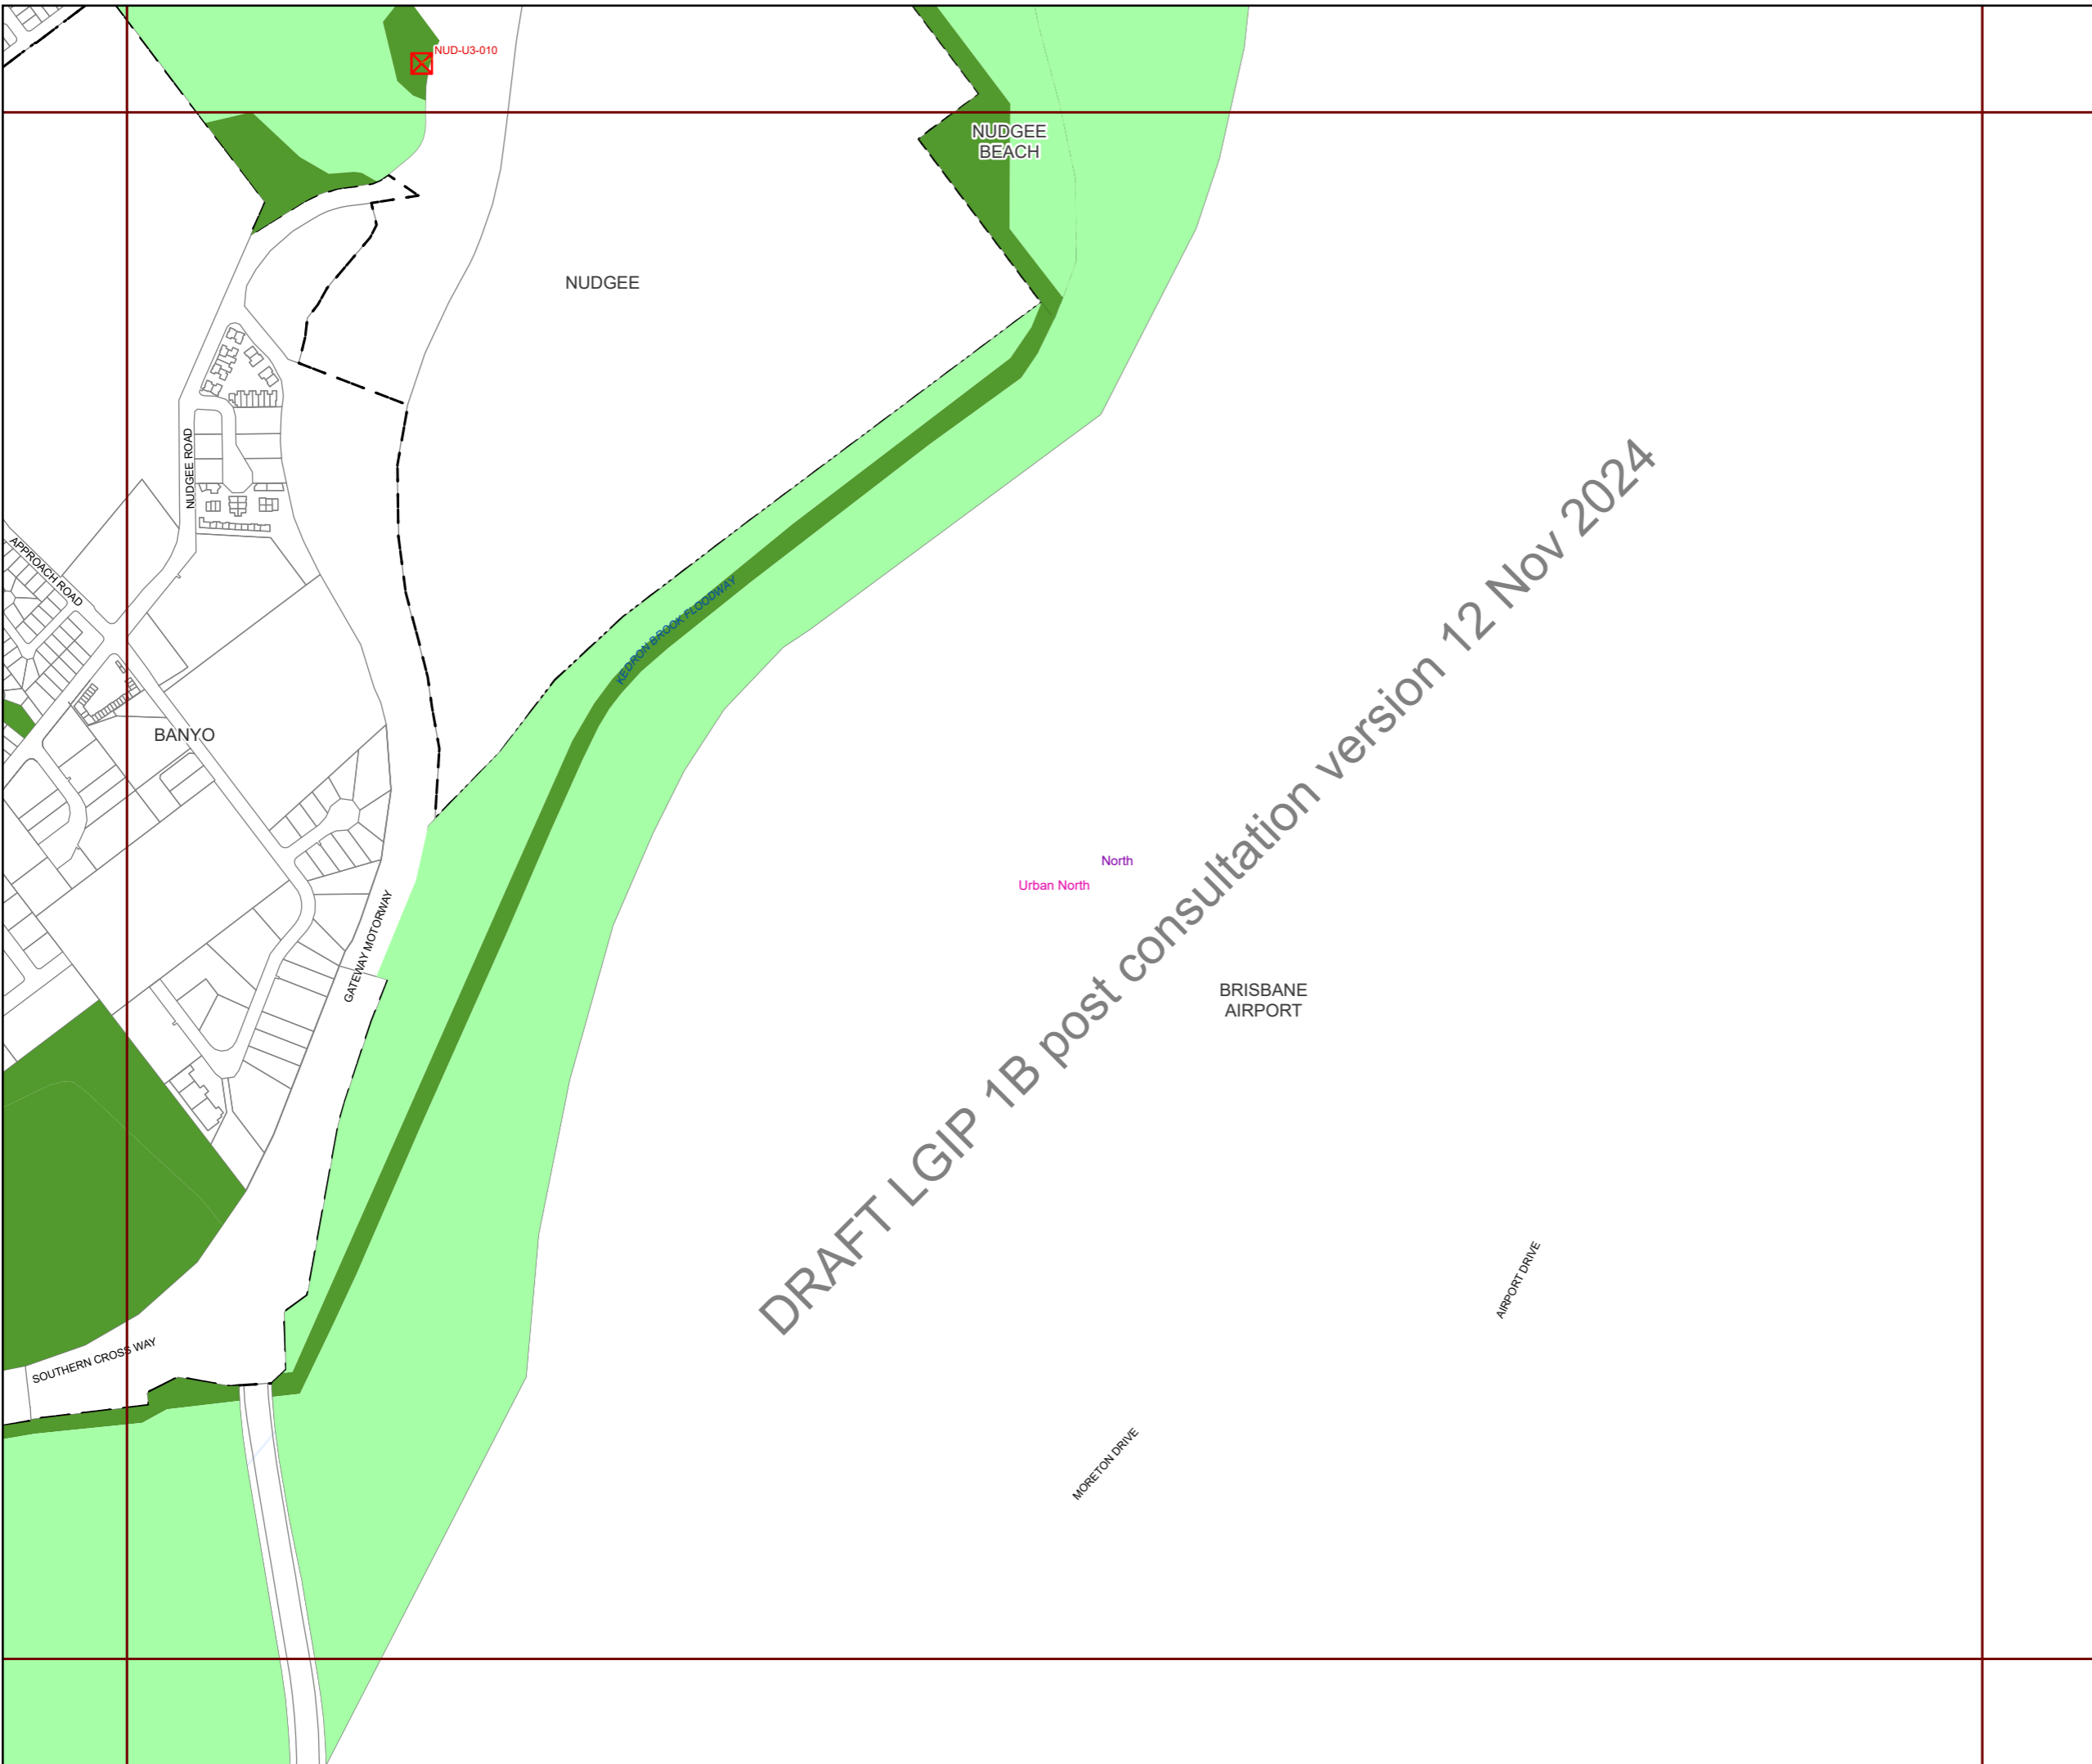 NUD-U3-010
NUDGEE
BEACH
NUDGEE
NUDGEE ROAD
APPROACH ROAD
KEDRON BROOK FLOODWAY
BANYO
North
Urban North
GATEWAY MOTORWAY
BRISBANE
AIRPORT
DRAFT LGIP 1B post consultation version 12 Nov 2024
AIRPORT DRIVE
SOUTHERN CROSS WAY
MORETON DRIVE